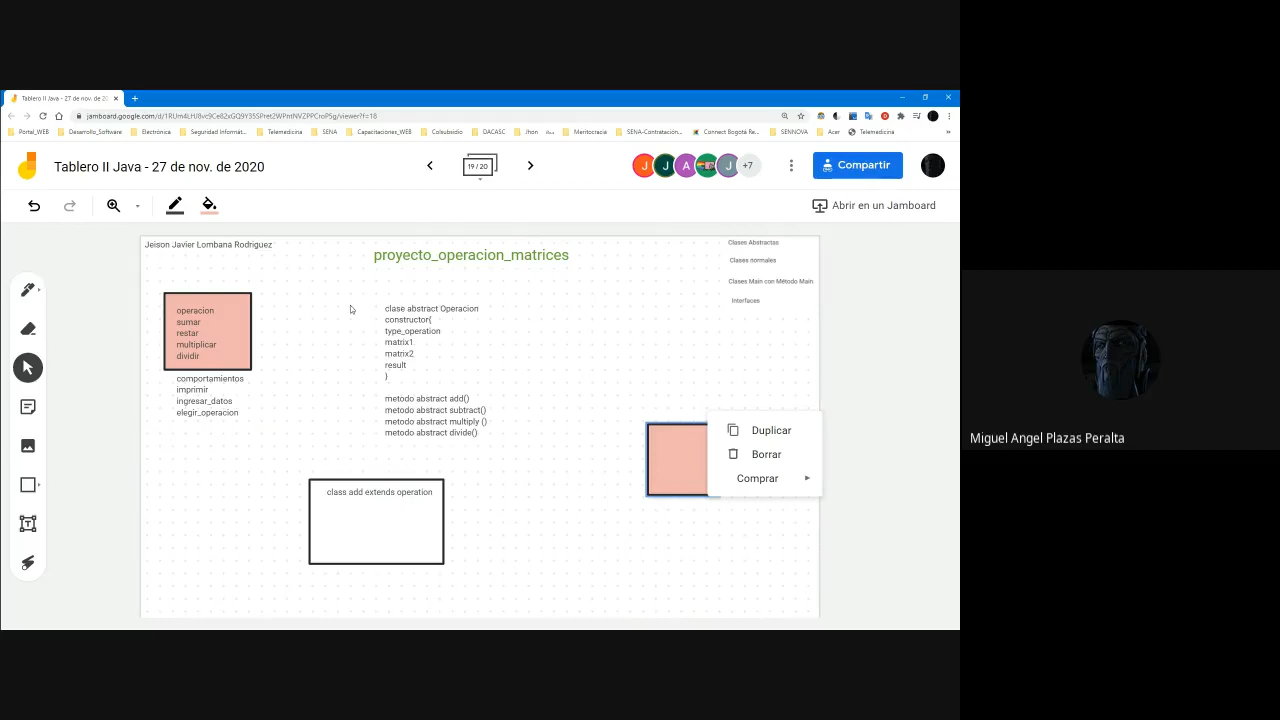 Tablero II Java - 27 de nov. de 20
jamboard.google.com/d/1RUm4LH/8vc9Ce82xGQ9Y3SSPret2WPntNVZPPCroP5g/viewer?f=18
Portal_WEB
Desarrollo_Software
Electrónica
Seguridad Informát...
Telemedicina
SENA
Capacitaciones_WEB
Colsubsidio
OACASC
Jhon
Meritocracia
SENA-Contratación...
Connect Bogotá Re...
SENNOVA
Acer
Telemedicina
Tablero II Java - 27 de nov. de 2020
19 / 20
J
J
A
J
+7
Compartir
Abrir en un Jamboard
Jeison Javier Lombana Rodriguez
proyecto_operacion_matrices
Clases Abstractas
Clases normales
Clases Main con Método Main
Interfaces
operacion
sumar
restar
multiplicar
dividir
comportamientos
imprimir
ingresar_datos
elegir_operacion
clase abstract Operacion
constructor{
type_operation
matrix1
matrix2
result
}
metodo abstract add()
metodo abstract subtract()
metodo abstract multiply ()
metodo abstract divide()
class add extends operation
Duplicar
Borrar
Comprar
Miguel Angel Plazas Peralta